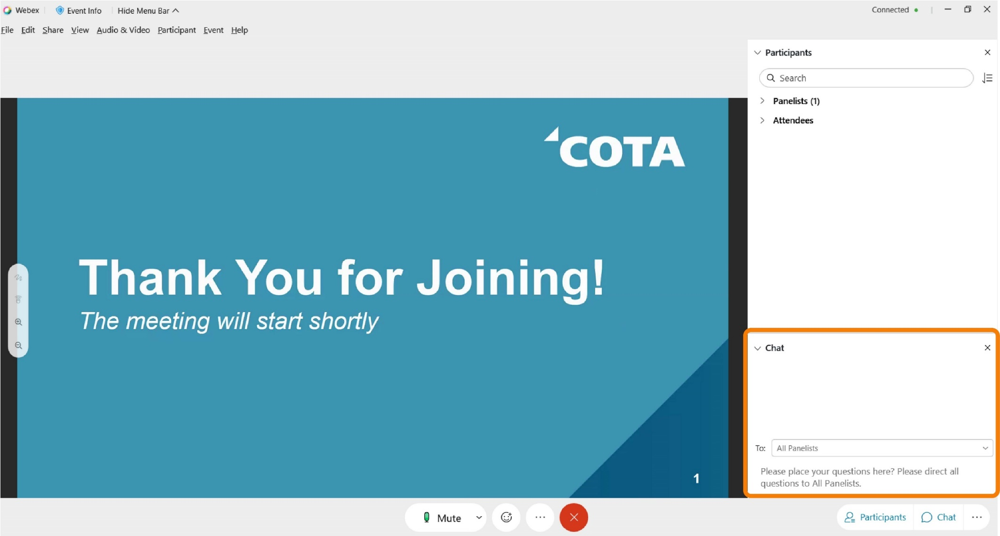 Webex
Event Info
Hide Menu Bar
Connected
File Edit Share View Audio & Video Participant Event Help
Participants
Search
Panelists (1)
Attendees
COTA
Thank You for Joining!
The meeting will start shortly
1
Chat
To: All Panelists
Please place your questions here? Please direct all
questions to All Panelists.
Mute
Participants
Chat